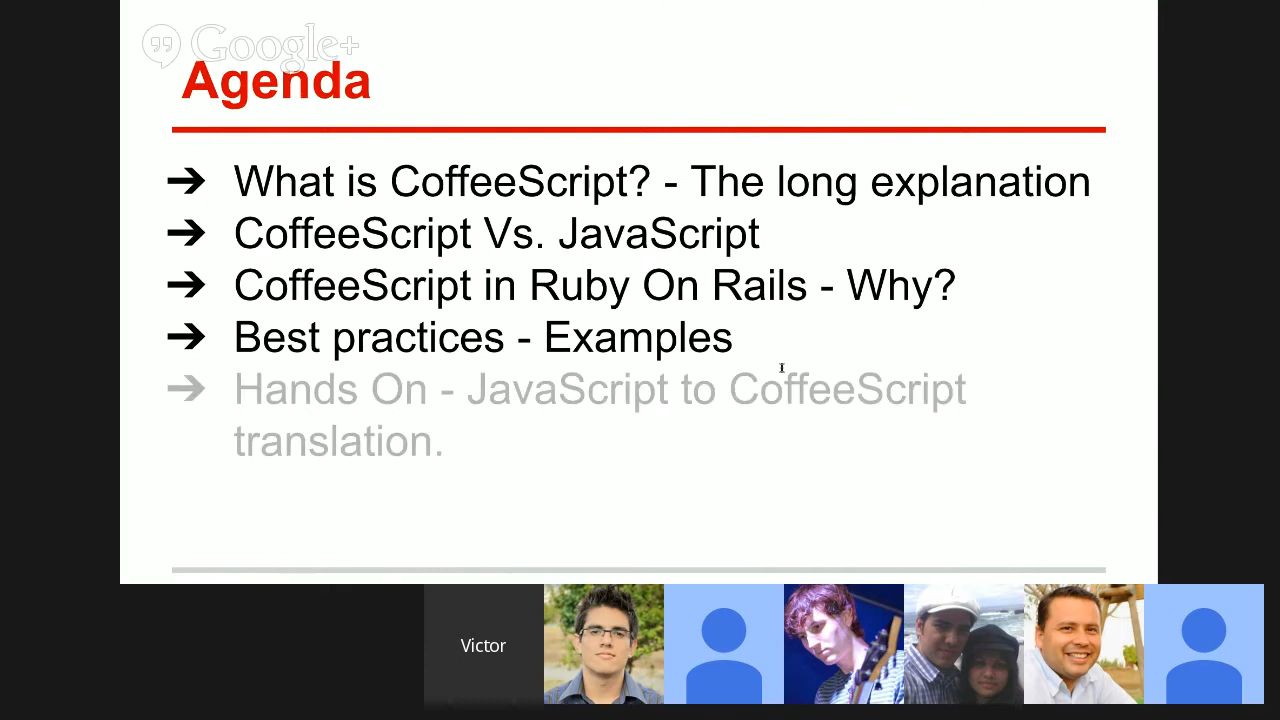 Google+
Agenda
➔ What is CoffeeScript? - The long explanation
➔ CoffeeScript Vs. JavaScript
➔ CoffeeScript in Ruby On Rails - Why?
➔ Best practices - Examples
➔ Hands On - JavaScript to CoffeeScript
translation.
Victor